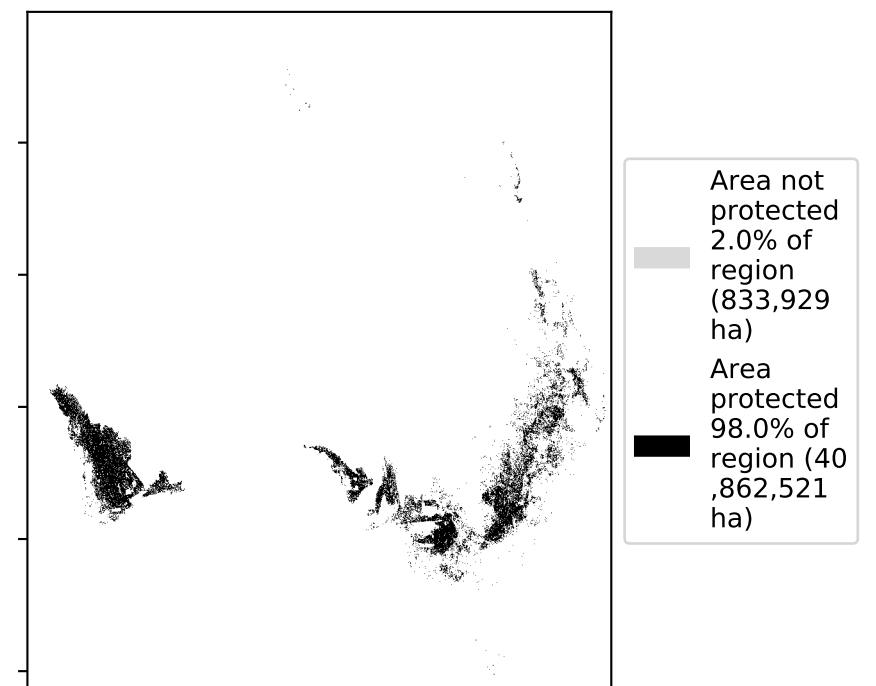 Area not
protected
2.0% of
region
(833,929
ha)
Area
protected
98.0% of
region (40
,862,521
ha)